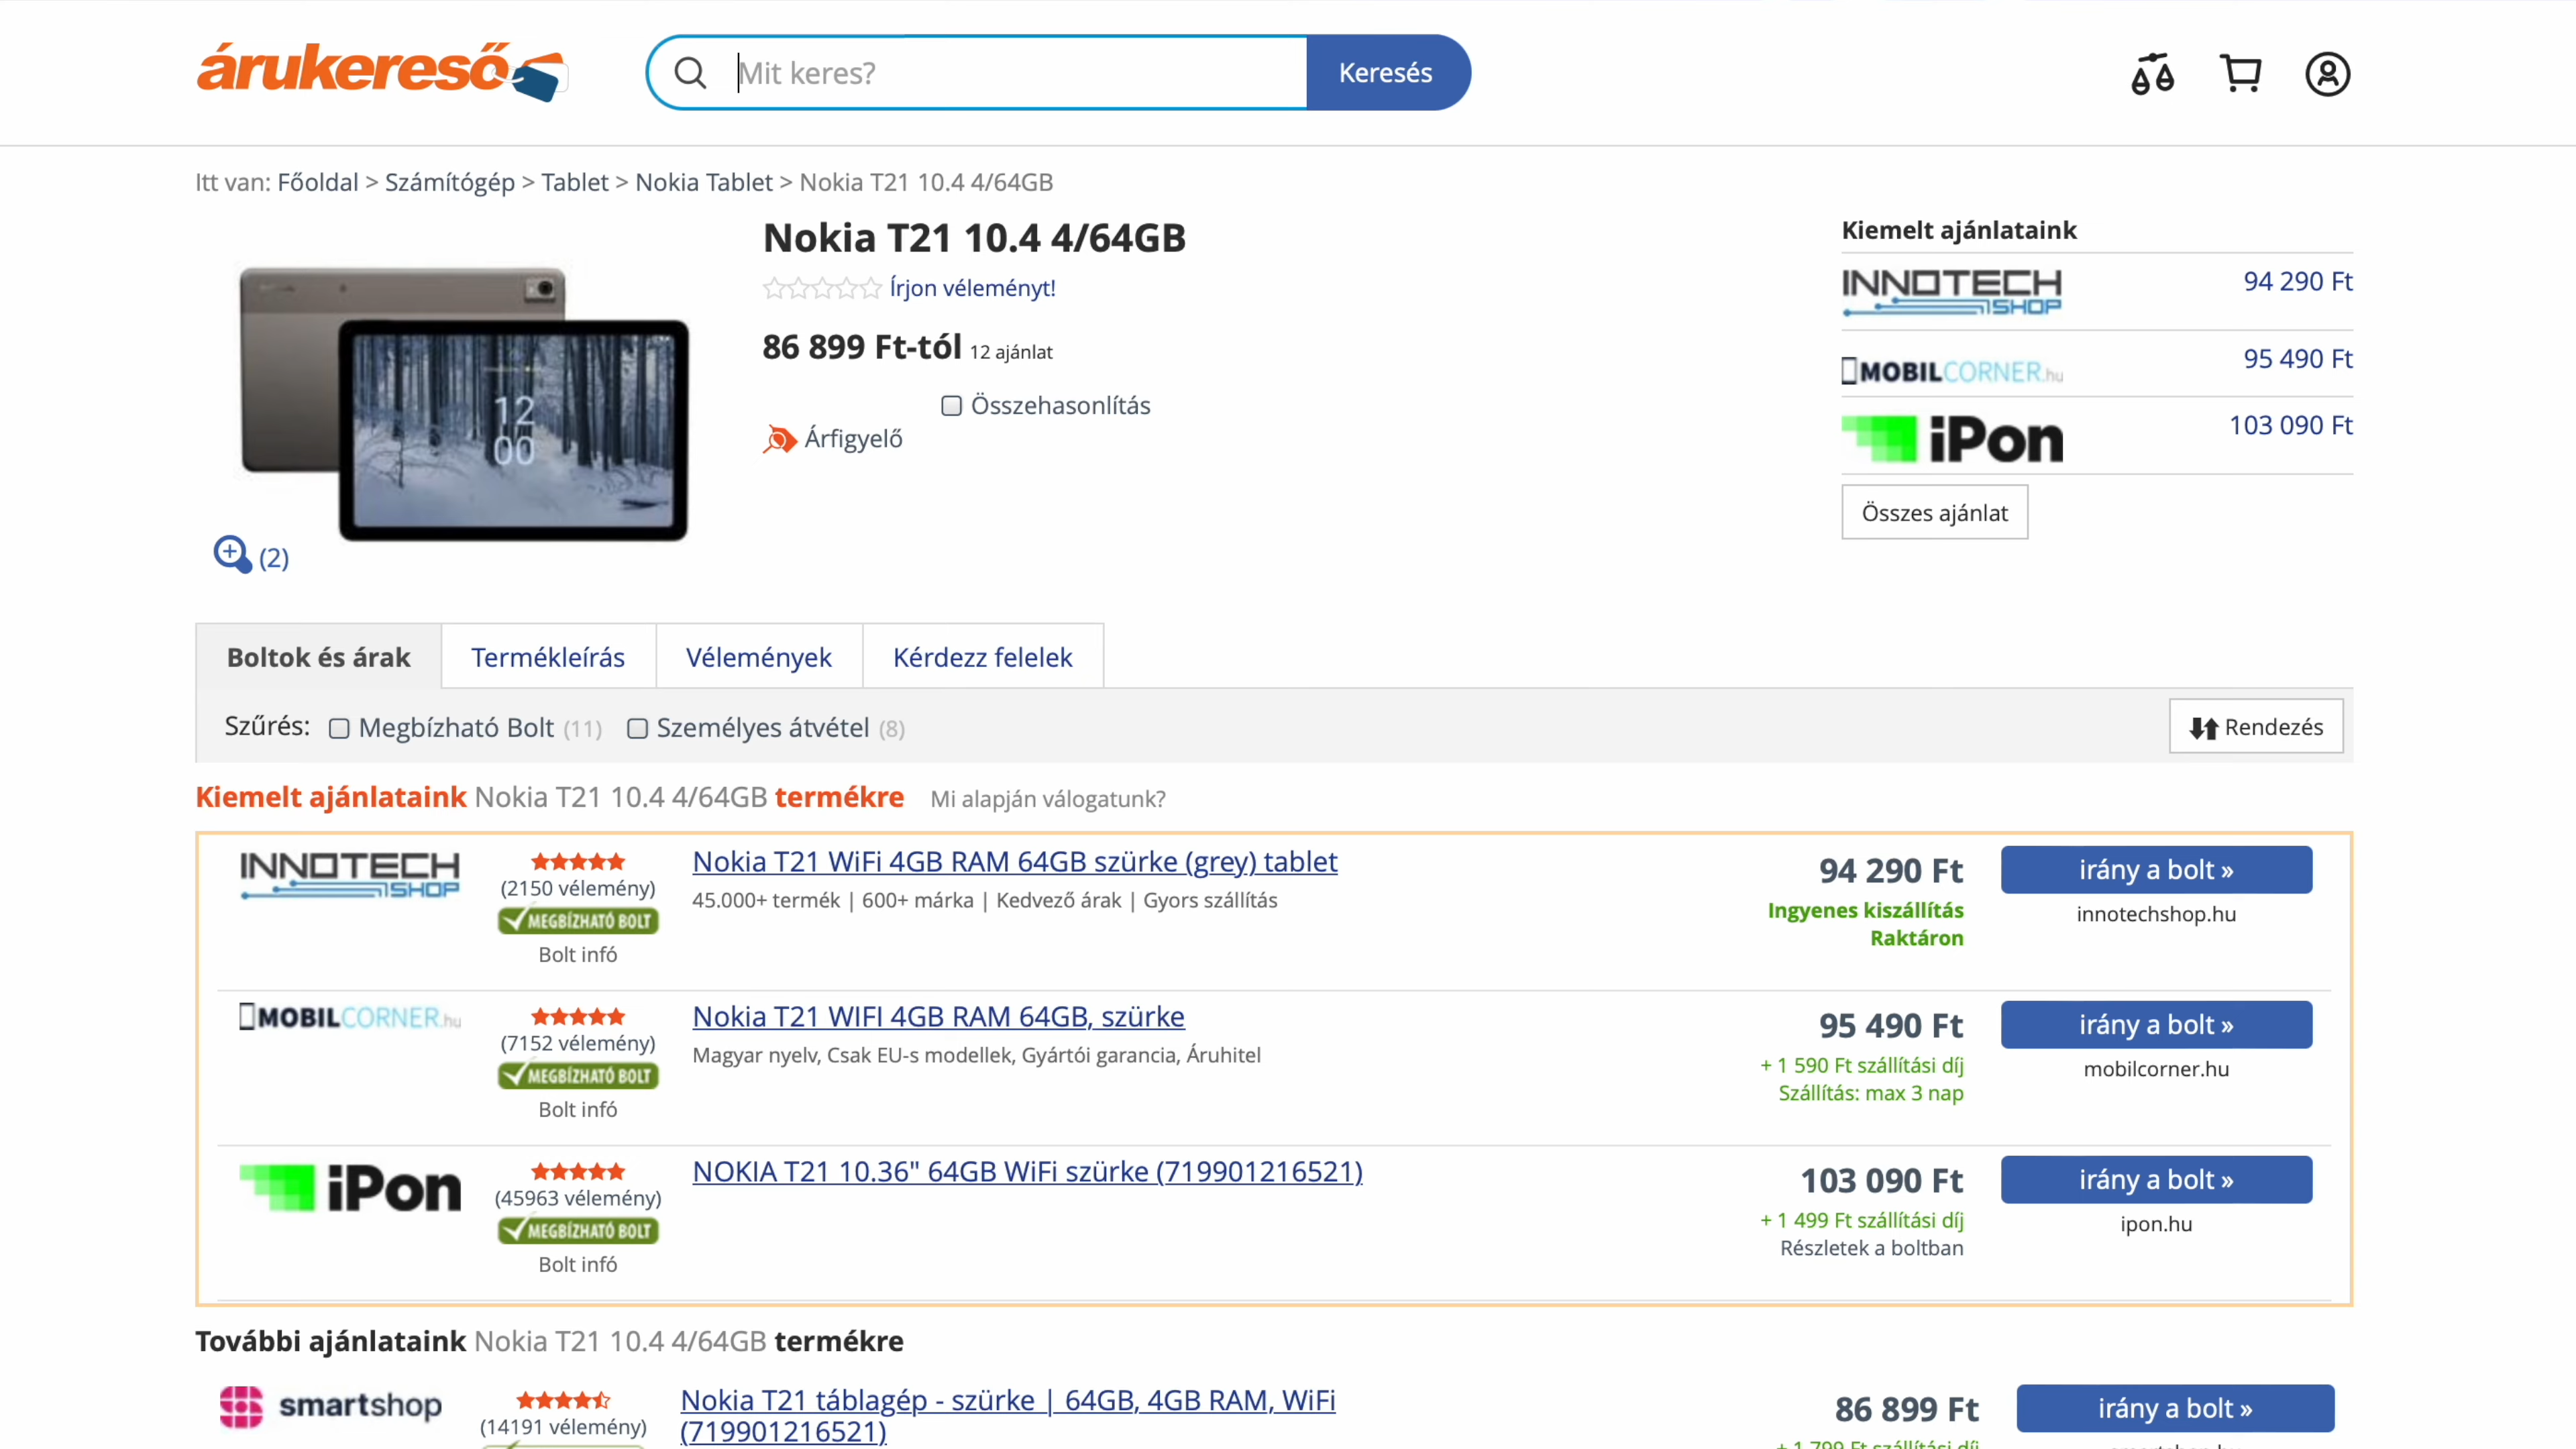 árukereső
Mit keres?
Keresés
Itt van: Főoldal > Számítógép > Tablet > Nokia Tablet > Nokia T21 10.4 4/64GB
Nokia T21 10.4 4/64GB
Írjon véleményt!
86 899 Ft-tól 12 ajánlat
Összehasonlítás
Árfigyelő
12
00
(2)
Kiemelt ajánlataink
INNOTECH SHOP 94 290 Ft
MOBILCORNER.hu 95 490 Ft
iPon 103 090 Ft
Összes ajánlat
Boltok és árak
Termékleírás
Vélemények
Kérdezz felelek
Szűrés: Megbízható Bolt (11) Személyes átvétel (8)
Rendezés
Kiemelt ajánlataink Nokia T21 10.4 4/64GB termékre Mi alapján válogatunk?
INNOTECH SHOP
(2150 vélemény)
MEGBÍZHATÓ BOLT
Bolt infó
Nokia T21 WiFi 4GB RAM 64GB szürke (grey) tablet
45.000+ termék | 600+ márka | Kedvező árak | Gyors szállítás
94 290 Ft
Ingyenes kiszállítás
Raktáron
irány a bolt »
innotechshop.hu
MOBILCORNER.hu
(7152 vélemény)
MEGBÍZHATÓ BOLT
Bolt infó
Nokia T21 WIFI 4GB RAM 64GB, szürke
Magyar nyelv, Csak EU-s modellek, Gyártói garancia, Áruhitel
95 490 Ft
+ 1 590 Ft szállítási díj
Szállítás: max 3 nap
irány a bolt »
mobilcorner.hu
iPon
(45963 vélemény)
MEGBÍZHATÓ BOLT
Bolt infó
NOKIA T21 10.36" 64GB WiFi szürke (719901216521)
103 090 Ft
+ 1 499 Ft szállítási díj
Részletek a boltban
irány a bolt »
ipon.hu
További ajánlataink Nokia T21 10.4 4/64GB termékre
smartshop
(14191 vélemény)
Nokia T21 táblagép - szürke | 64GB, 4GB RAM, WiFi
(719901216521)
86 899 Ft
+ 1 799 Ft szállítási díj
irány a bolt »